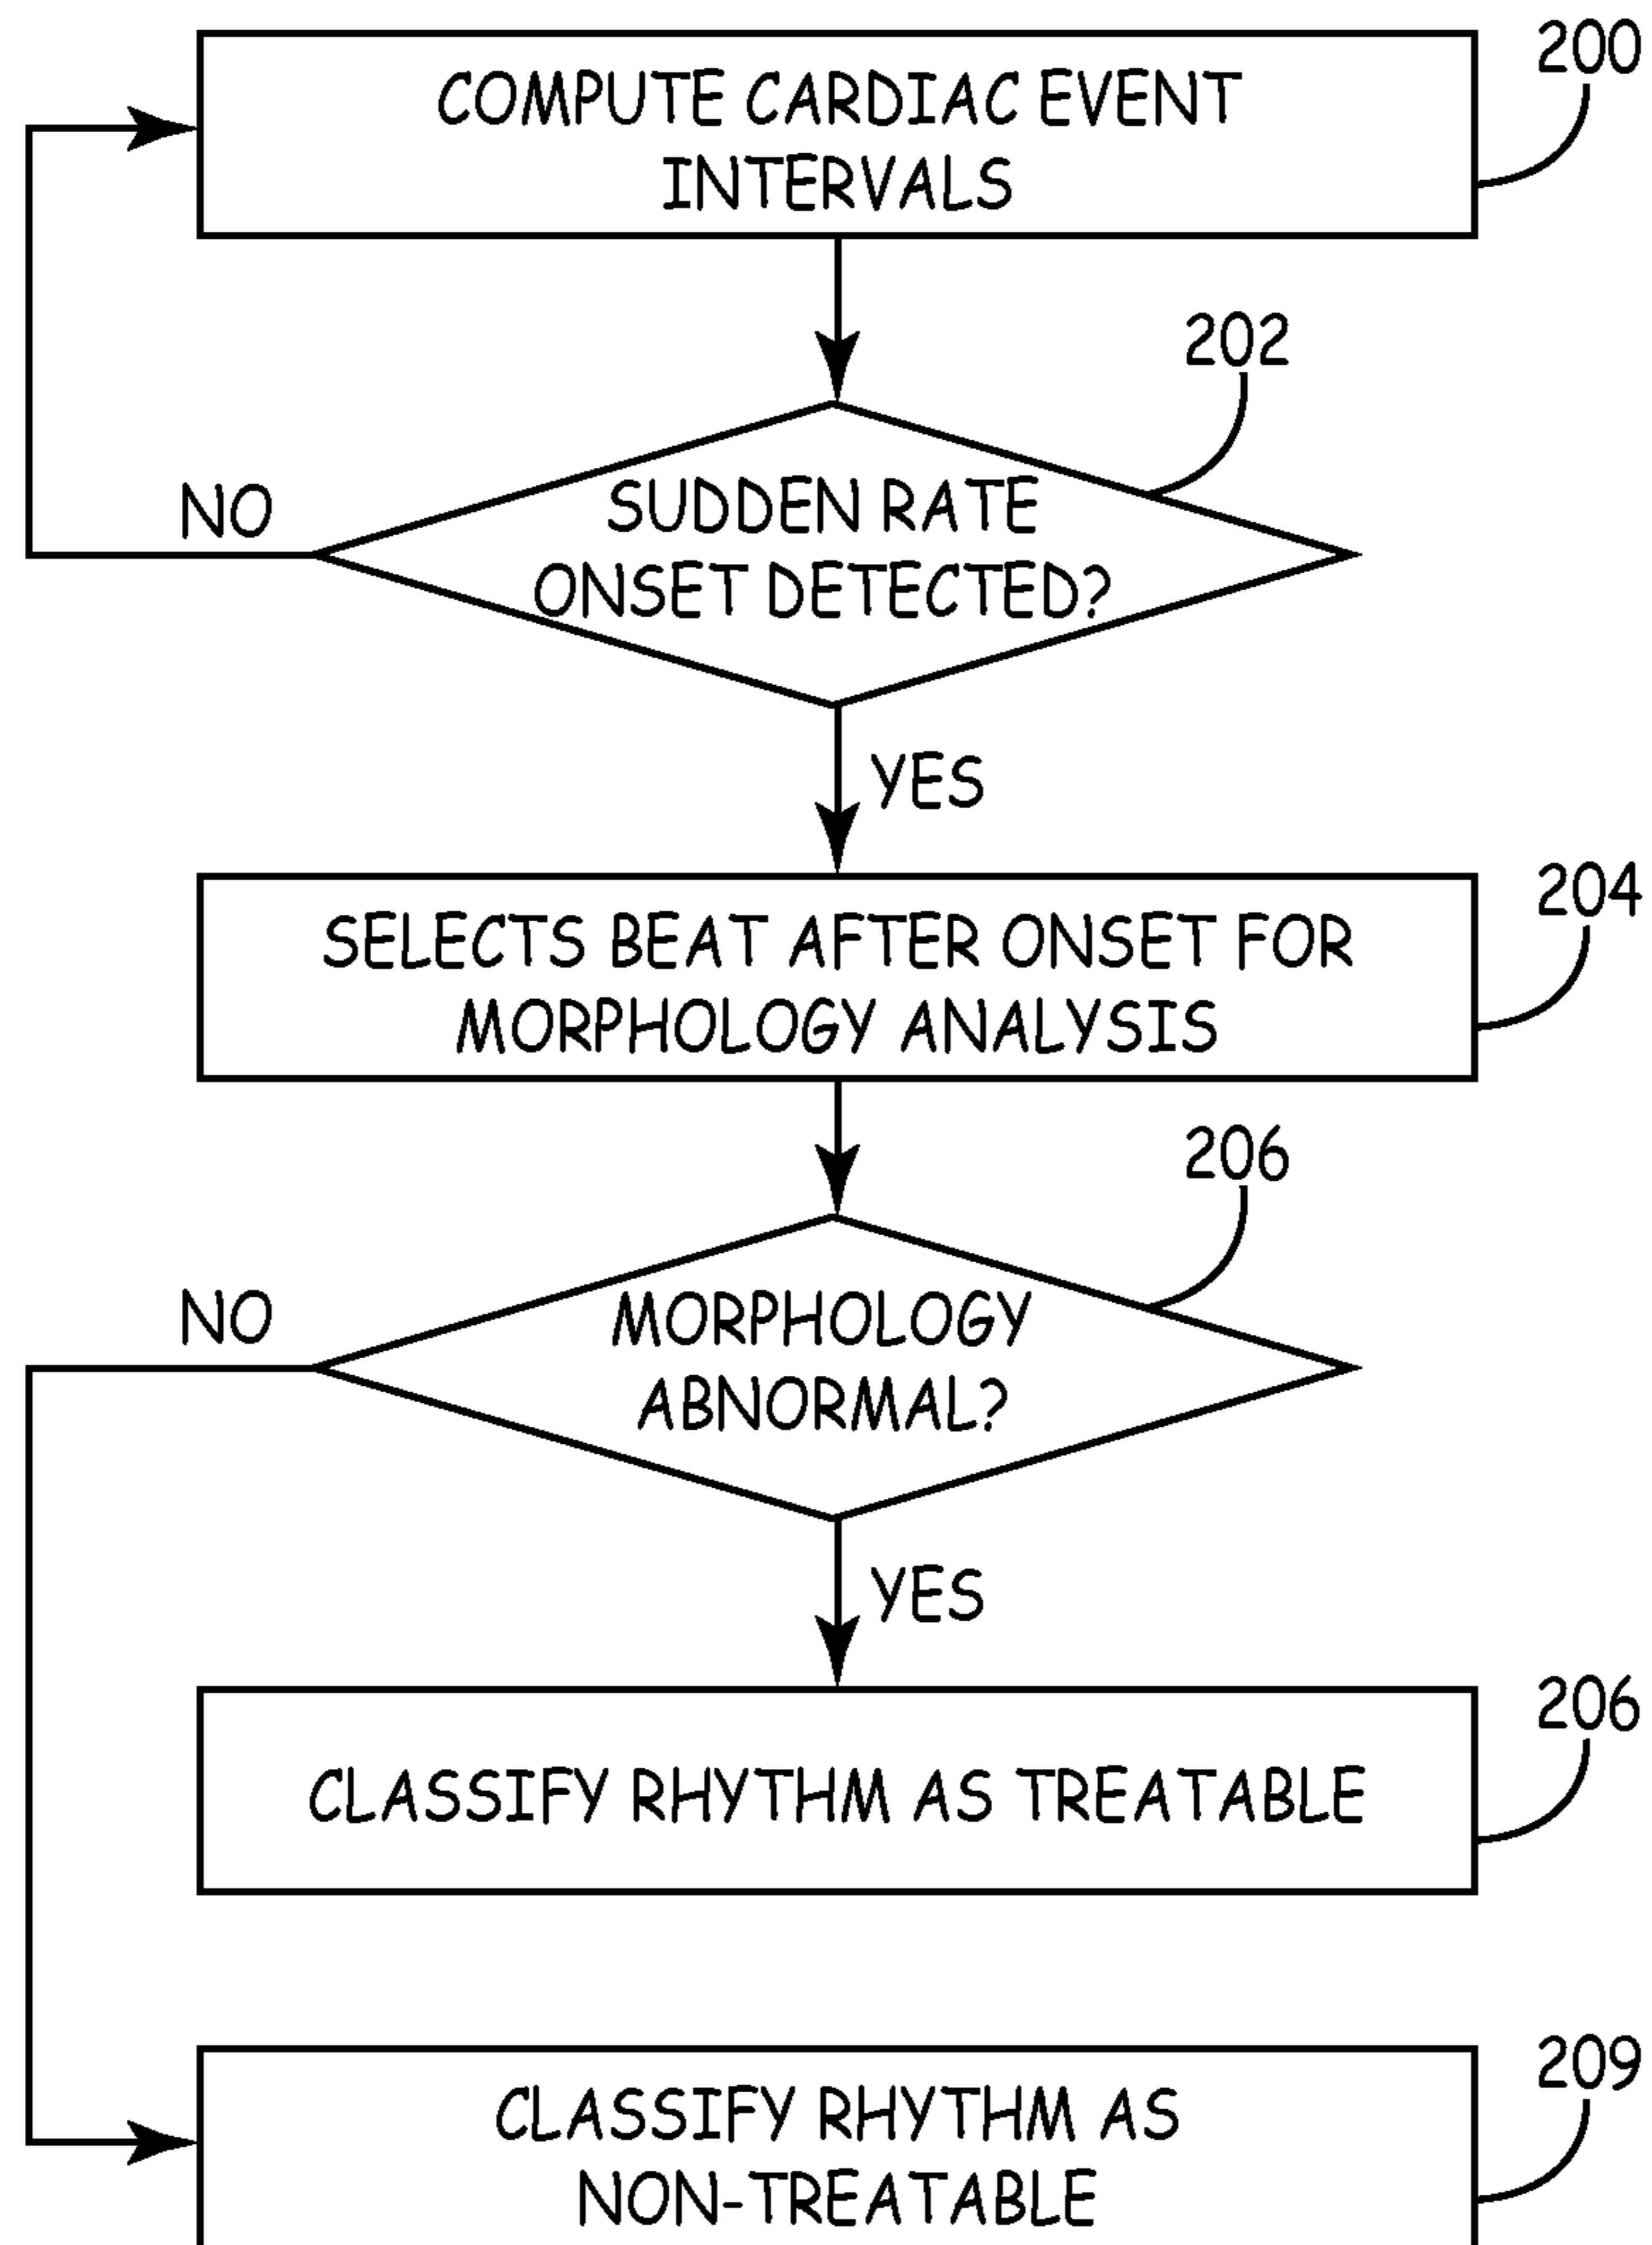 200
COMPUTE CARDIAC EVENT
INTERVALS
202
SUDDEN RATE
ONSET DETECTED?
NO
YES
204
SELECTS BEAT AFTER ONSET FOR
MORPHOLOGY ANALYSIS
206
NO
MORPHOLOGY
ABNORMAL?
YES
206
CLASSIFY RHYTHM AS TREATABLE
209
CLASSIFY RHYTHM AS
NON-TREATABLE